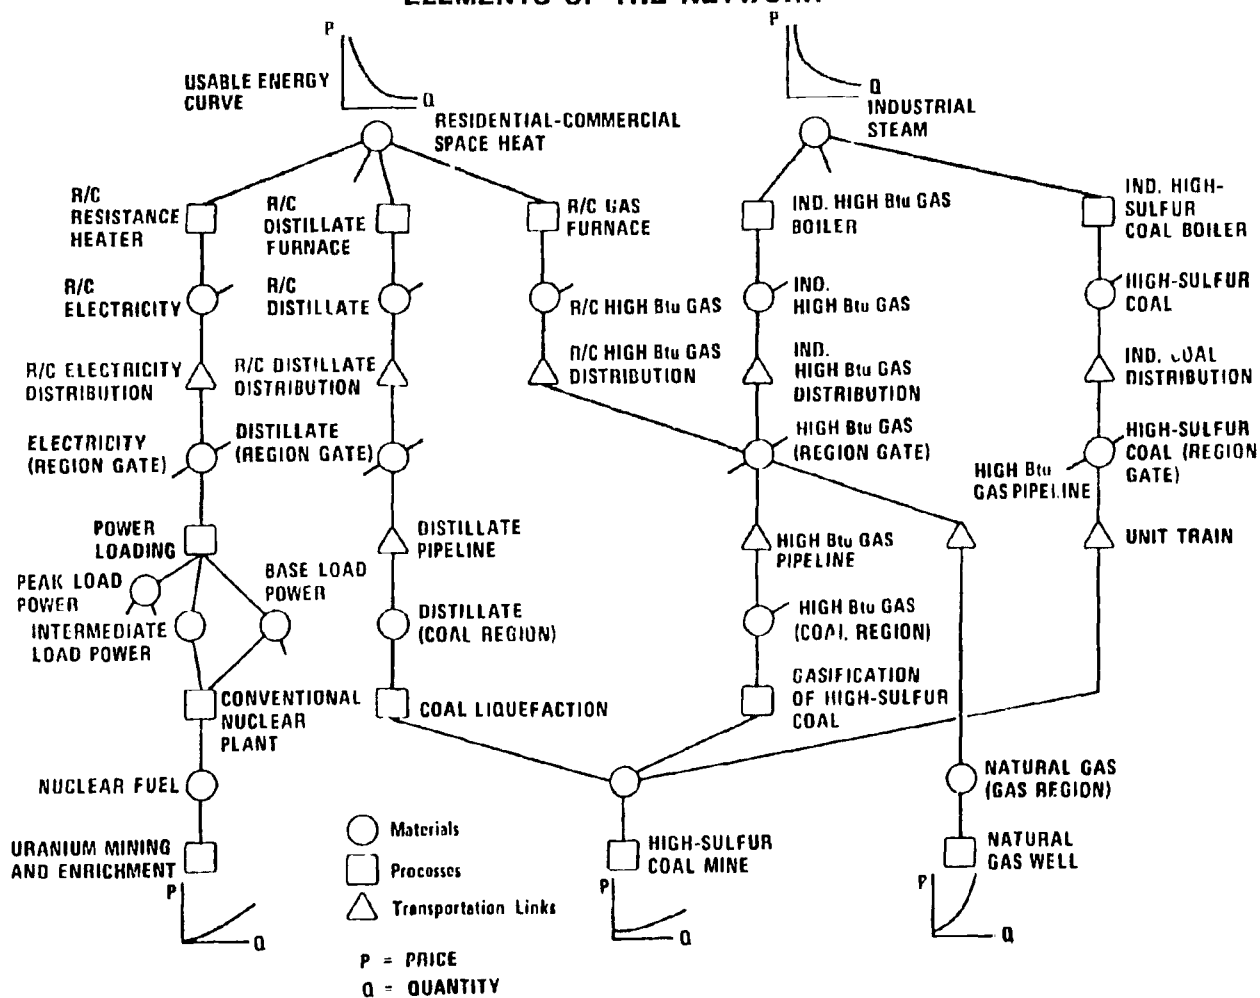 P
Q
USABLE ENERGY
CURVE
RESIDENTIAL-COMMERCIAL
SPACE HEAT
P
Q
INDUSTRIAL
STEAM
R/C
RESISTANCE
HEATER
R/C
DISTILLATE
FURNACE
R/C GAS
FURNACE
IND. HIGH Btu GAS
BOILER
IND. HIGH-
SULFUR
COAL BOILER
R/C
ELECTRICITY
R/C
DISTILLATE
R/C HIGH Btu GAS
IND.
HIGH Btu GAS
HIGH-SULFUR
COAL
R/C ELECTRICITY
DISTRIBUTION
R/C DISTILLATE
DISTRIBUTION
R/C HIGH Btu GAS
DISTRIBUTION
IND.
HIGH Btu GAS
DISTRIBUTION
IND. COAL
DISTRIBUTION
ELECTRICITY
(REGION GATE)
DISTILLATE
(REGION GATE)
HIGH Btu GAS
(REGION GATE)
HIGH-SULFUR
COAL (REGION
GATE)
HIGH Btu
GAS PIPELINE
POWER
LOADING
DISTILLATE
PIPELINE
HIGH Btu GAS
PIPELINE
UNIT TRAIN
PEAK LOAD
POWER
BASE LOAD
POWER
INTERMEDIATE
LOAD POWER
DISTILLATE
(COAL REGION)
HIGH Btu GAS
(COAL REGION)
CONVENTIONAL
NUCLEAR
PLANT
COAL LIQUEFACTION
GASIFICATION
OF HIGH-SULFUR
COAL
NUCLEAR FUEL
NATURAL GAS
(GAS REGION)
URANIUM MINING
AND ENRICHMENT
HIGH-SULFUR
COAL MINE
NATURAL
GAS WELL
P
Q
P
Q
P
Q
Materials
Processes
Transportation Links
P = PRICE
Q = QUANTITY